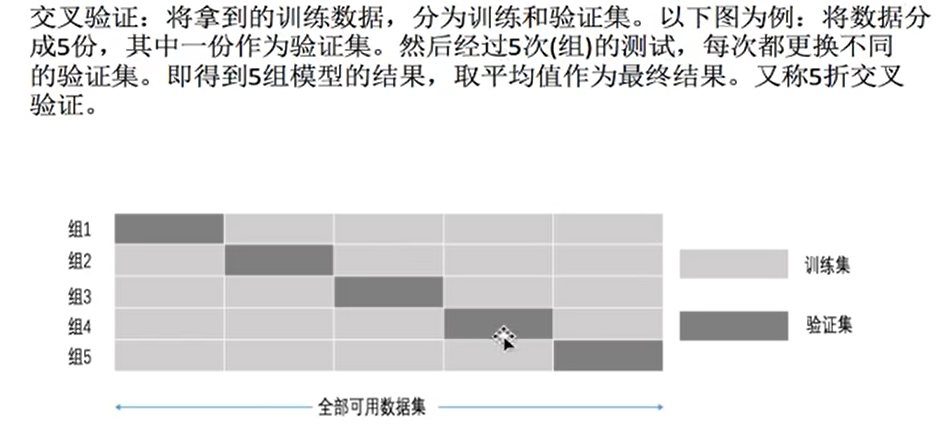 交叉验证：将拿到的训练数据，分为训练和验证集。以下图为例：将数据分
成5份，其中一份作为验证集。然后经过5次(组)的测试，每次都更换不同
的验证集。即得到5组模型的结果，取平均值作为最终结果。又称5折交叉
验证。
组1
组2
组3
组4
组5
训练集
验证集
全部可用数据集